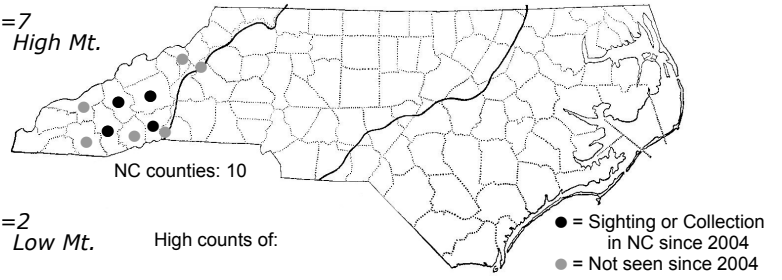 =7
High Mt.
NC counties: 10
=2
Low Mt.
High counts of:
● = Sighting or Collection
in NC since 2004
● = Not seen since 2004